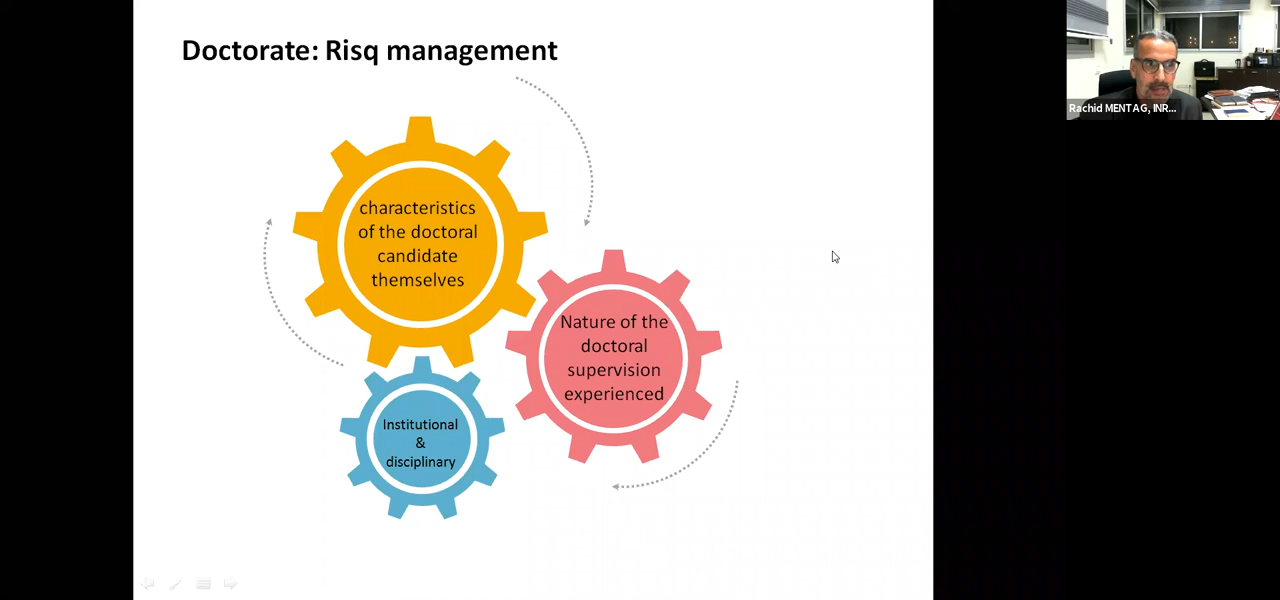 Doctorate: Risq management
characteristics
of the doctoral
candidate
themselves
Nature of the
doctoral
supervision
experienced
Institutional
&
disciplinary
Rachid MENTAG, INR...